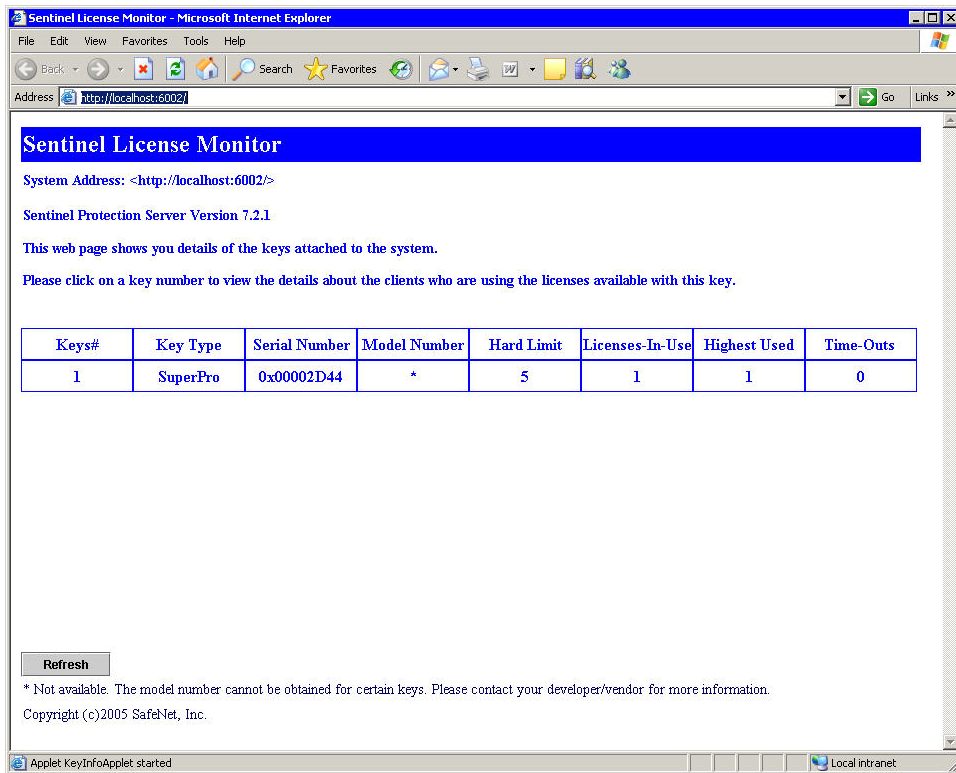 Sentinel License Monitor - Microsoft Internet Explorer
File Edit View Favorites Tools Help
Back Search Favorites
Address http://localhost:6002/ Go Links »
Sentinel License Monitor
System Address: <http://localhost:6002/>
Sentinel Protection Server Version 7.2.1
This web page shows you details of the keys attached to the system.
Please click on a key number to view the details about the clients who are using the licenses available with this key.
Keys# Key Type Serial Number Model Number Hard Limit Licenses-In-Use Highest Used Time-Outs
1 SuperPro 0x00002D44 * 5 1 1 0
Refresh
* Not available. The model number cannot be obtained for certain keys. Please contact your developer/vendor for more information.
Copyright (c)2005 SafeNet, Inc.
Applet KeyInfoApplet started Local intranet